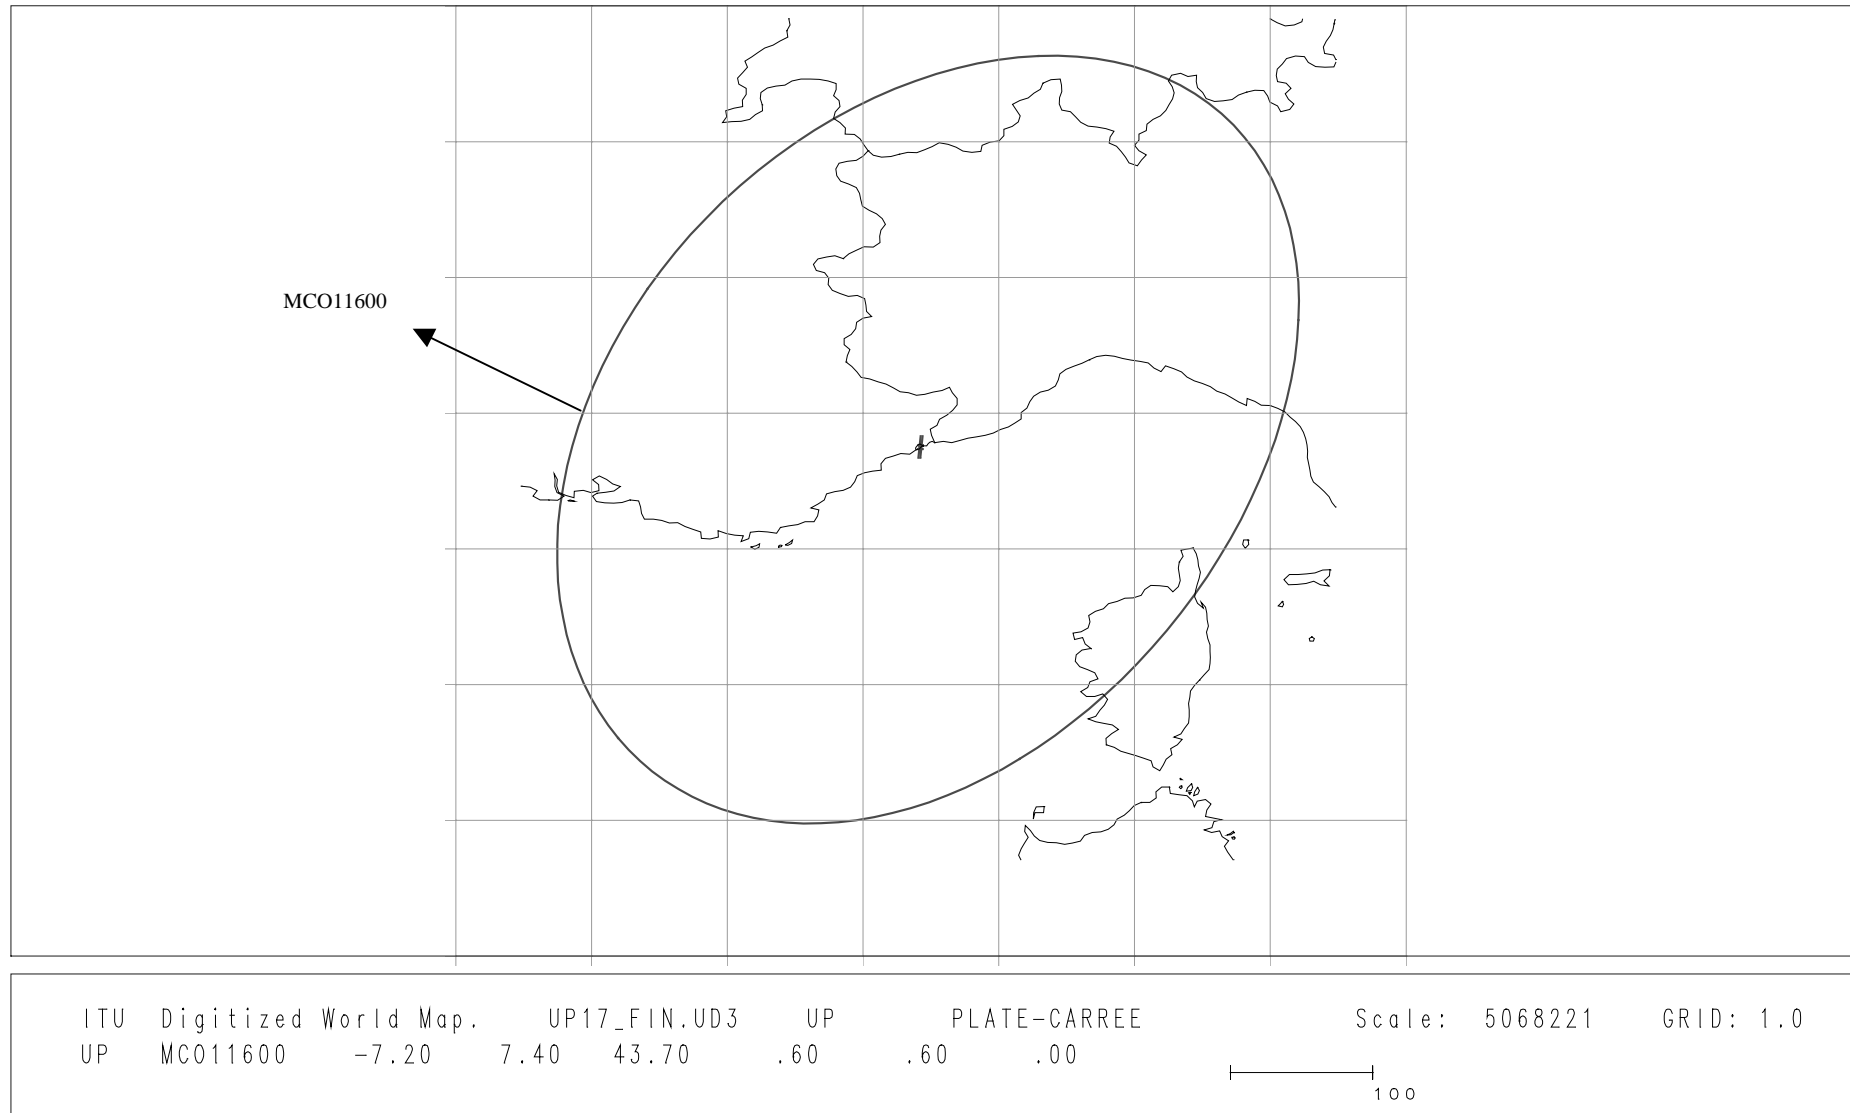 MCO11600
ITU Digitized World Map. UP17_FIN.UD3 UP PLATE-CARREE Scale: 5068221 GRID: 1.0
UP MCO11600 -7.20 7.40 43.70 .60 .60 .00
100